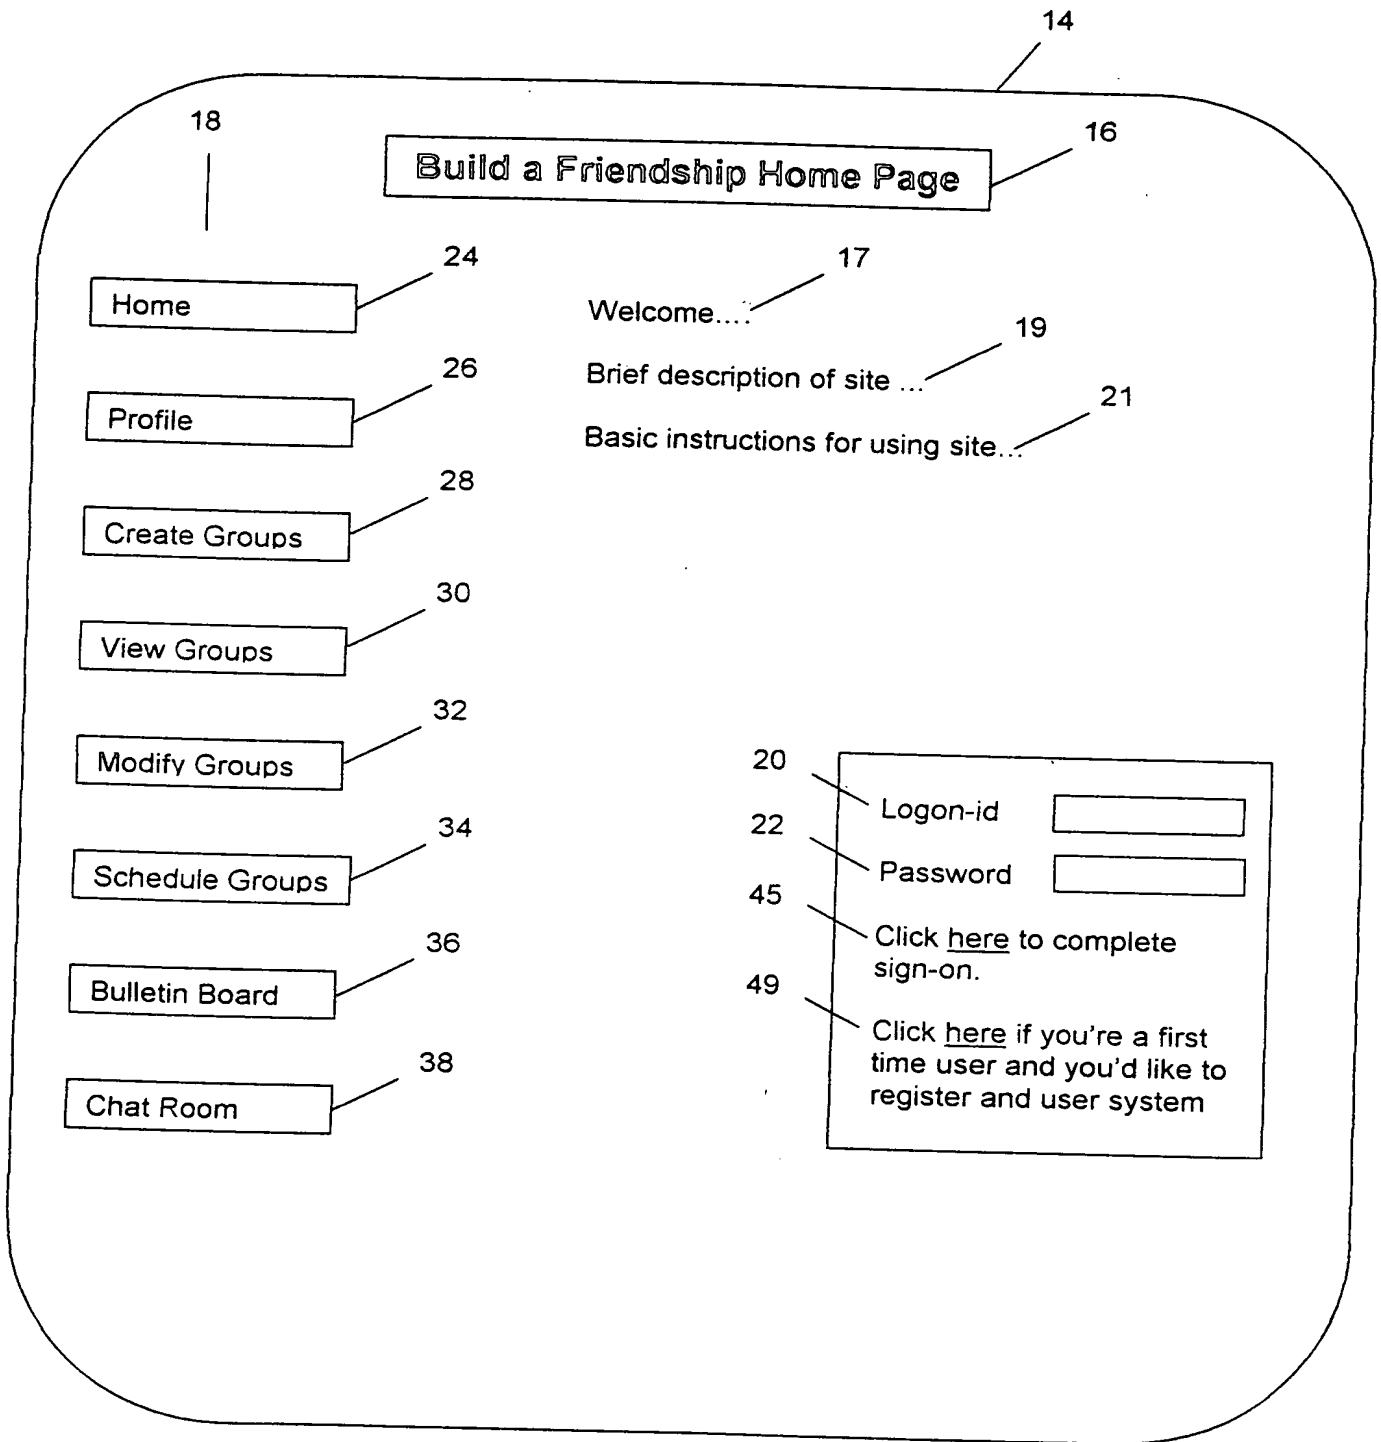 14
18
16
Build a Friendship Home Page
24
17
Home
Welcome....
19
26
Brief description of site ...
21
Profile
Basic instructions for using site...
28
Create Groups
30
View Groups
32
Modify Groups
20
Logon-id
34
22
Schedule Groups
Password
45
36
Click here to complete
sign-on.
Bulletin Board
49
Click here if you're a first
time user and you'd like to
register and user system
38
Chat Room